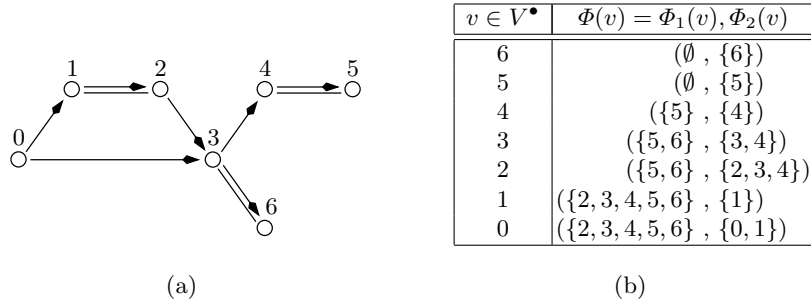 1 2 4 5
0 3
6
(a)
v ∈ V● Φ(v) = Φ₁(v), Φ₂(v)
6 (∅ , {6})
5 (∅ , {5})
4 ({5} , {4})
3 ({5, 6} , {3, 4})
2 ({5, 6} , {2, 3, 4})
1 ({2, 3, 4, 5, 6} , {1})
0 ({2, 3, 4, 5, 6} , {0, 1})
(b)